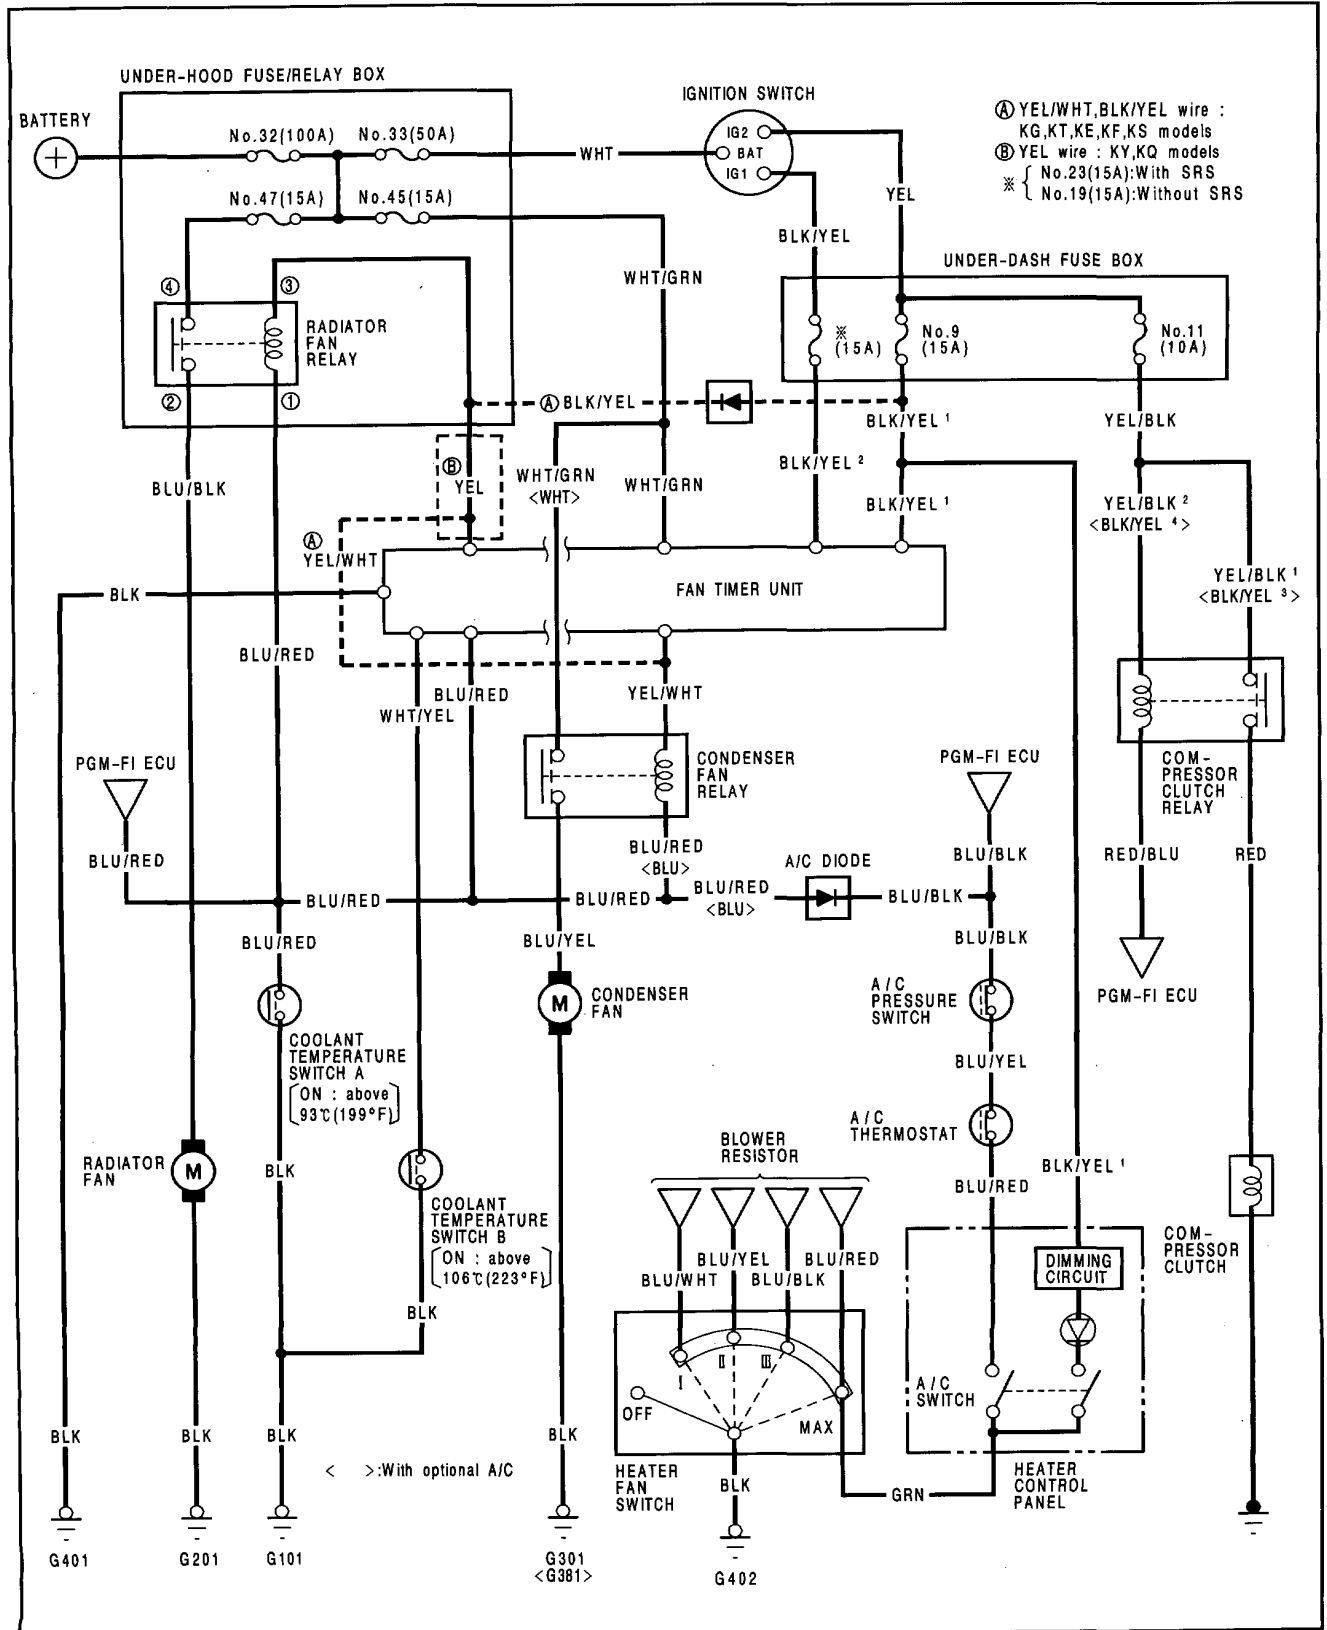 UNDER-HOOD FUSE/RELAY BOX
BATTERY
No.32(100A)
No.33(50A)
No.47(15A)
No.45(15A)
WHT
IGNITION SWITCH
IG2
BAT
IG1
Ⓐ YEL/WHT,BLK/YEL wire :
KG,KT,KE,KF,KS models
Ⓑ YEL wire : KY,KQ models
※ { No.23(15A):With SRS
No.19(15A):Without SRS
YEL
BLK/YEL
WHT/GRN
UNDER-DASH FUSE BOX
④
③
RADIATOR
FAN
RELAY
②
①
※
(15A)
No.9
(15A)
No.11
(10A)
Ⓐ BLK/YEL
BLK/YEL 1
YEL/BLK
Ⓑ
YEL
WHT/GRN
<WHT>
WHT/GRN
BLK/YEL 2
BLK/YEL 1
YEL/BLK 2
<BLK/YEL 4>
BLU/BLK
Ⓐ
YEL/WHT
YEL/BLK 1
<BLK/YEL 3>
BLK
FAN TIMER UNIT
BLU/RED
BLU/RED
WHT/YEL
YEL/WHT
PGM-FI ECU
CONDENSER
FAN
RELAY
PGM-FI ECU
COM-
PRESSOR
CLUTCH
RELAY
BLU/RED
BLU/RED
<BLU>
A/C DIODE
BLU/BLK
RED/BLU
RED
BLU/RED
BLU/RED
BLU/RED
<BLU>
BLU/BLK
BLU/RED
BLU/YEL
BLU/BLK
CONDENSER
FAN
M
A/C
PRESSURE
SWITCH
PGM-FI ECU
COOLANT
TEMPERATURE
SWITCH A
ON : above
93℃(199°F)
BLU/YEL
A/C
THERMOSTAT
RADIATOR
FAN
M
BLK
BLOWER
RESISTOR
BLU/RED
BLK/YEL 1
COOLANT
TEMPERATURE
SWITCH B
ON : above
106℃(223°F)
BLK
BLU/WHT
BLU/YEL
BLU/BLK
BLU/RED
DIMMING
CIRCUIT
COM-
PRESSOR
CLUTCH
OFF
I
II
III
MAX
A/C
SWITCH
BLK
BLK
BLK
BLK
< >:With optional A/C
HEATER
FAN
SWITCH
BLK
GRN
HEATER
CONTROL
PANEL
G401
G201
G101
G301
<G381>
G402